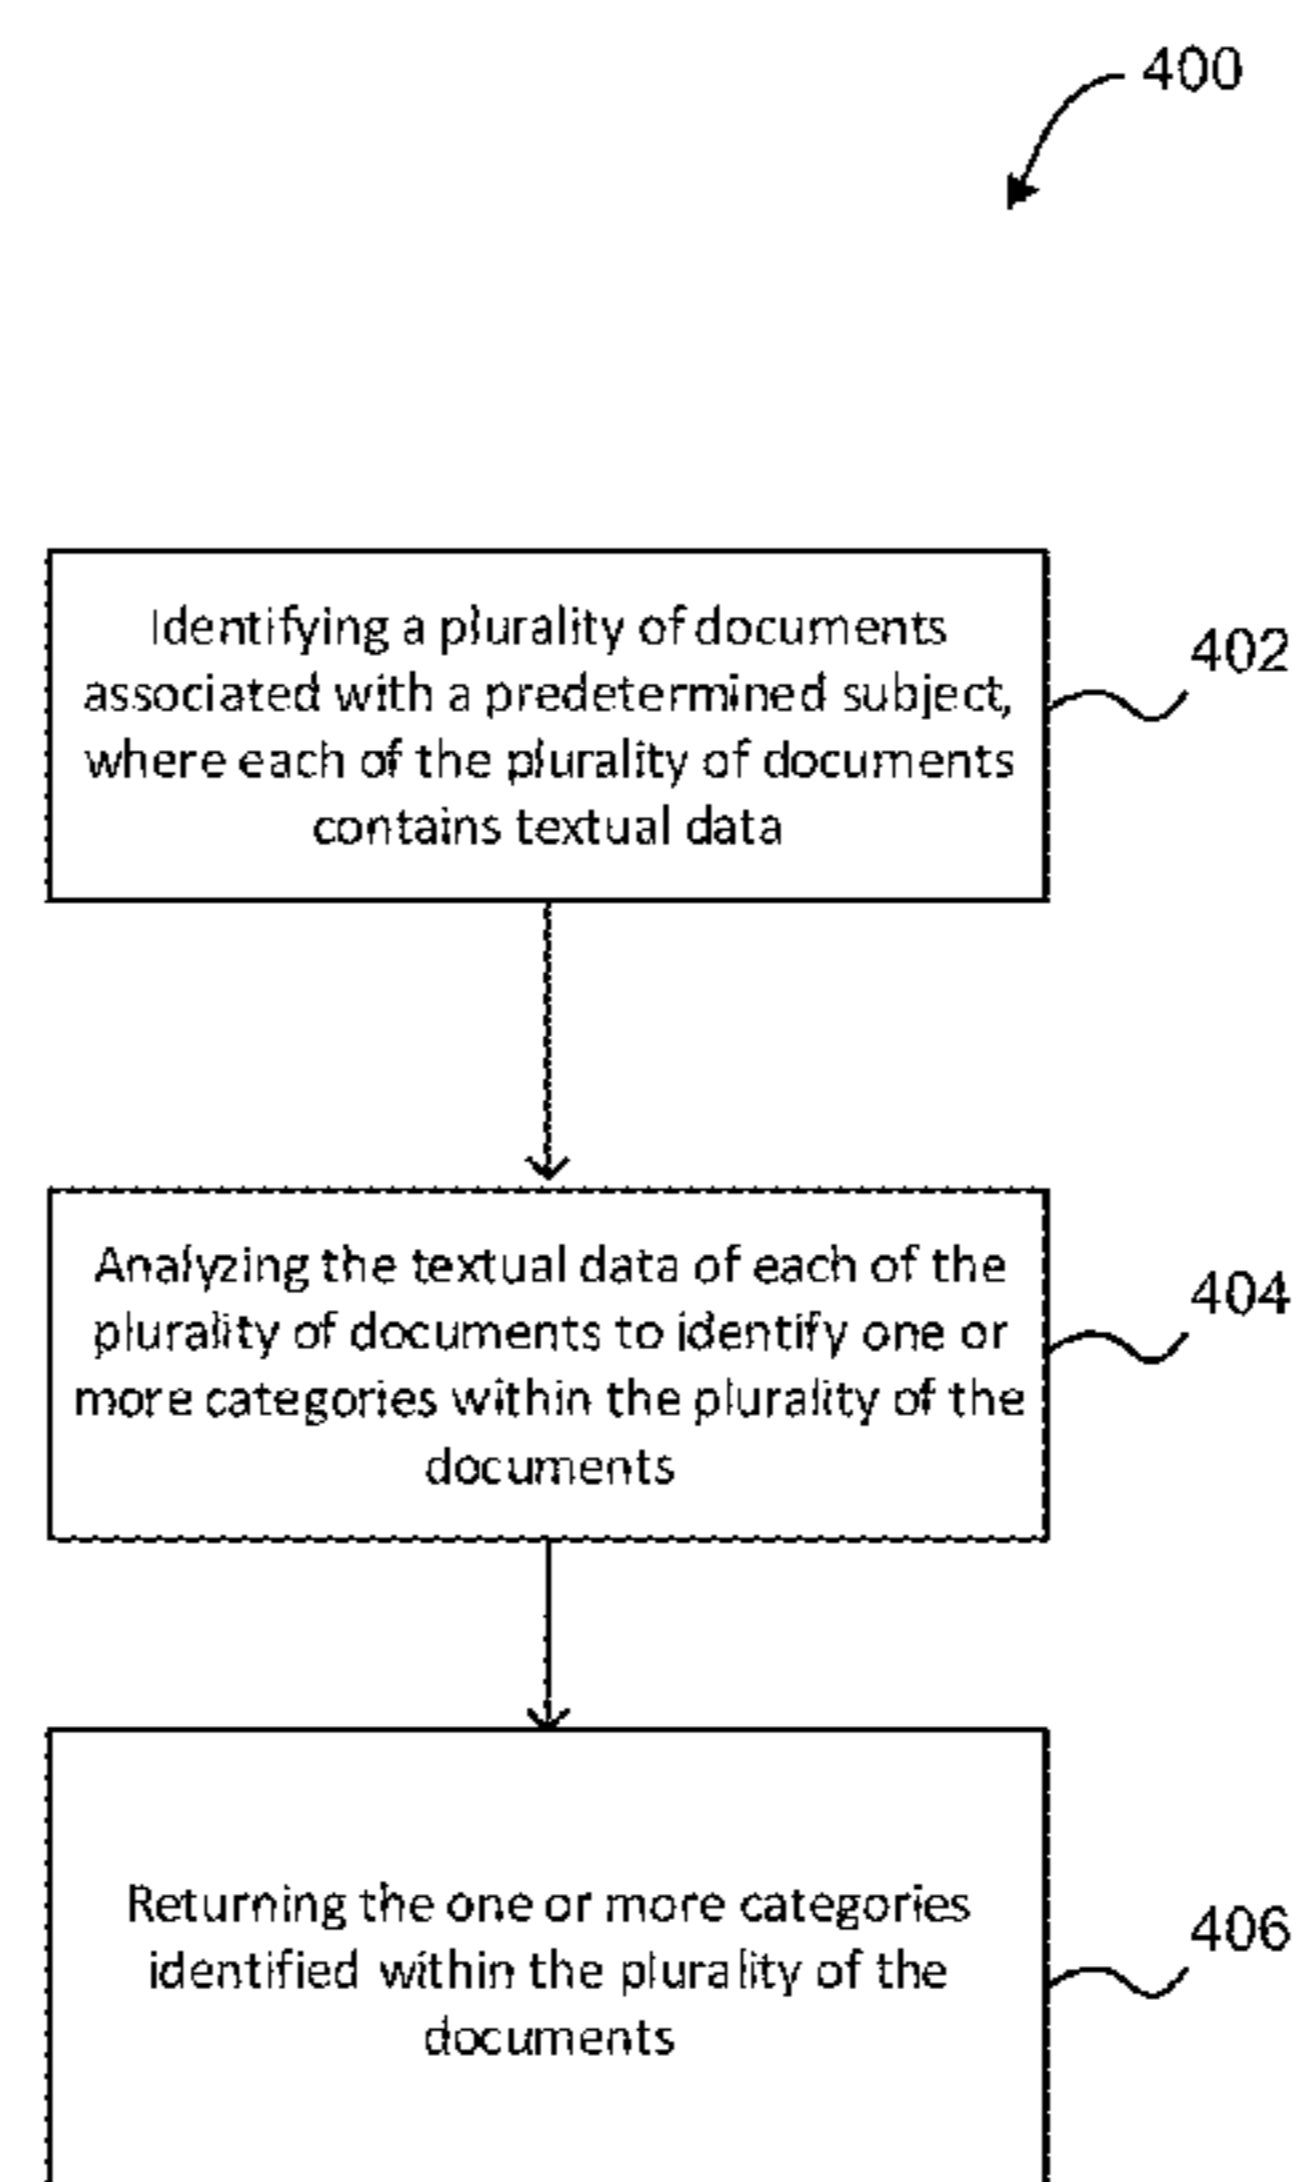 400
Identifying a plurality of documents
associated with a predetermined subject,
where each of the plurality of documents
contains textual data
402
Analyzing the textual data of each of the
plurality of documents to identify one or
more categories within the plurality of the
documents
404
Returning the one or more categories
identified within the plurality of the
documents
406